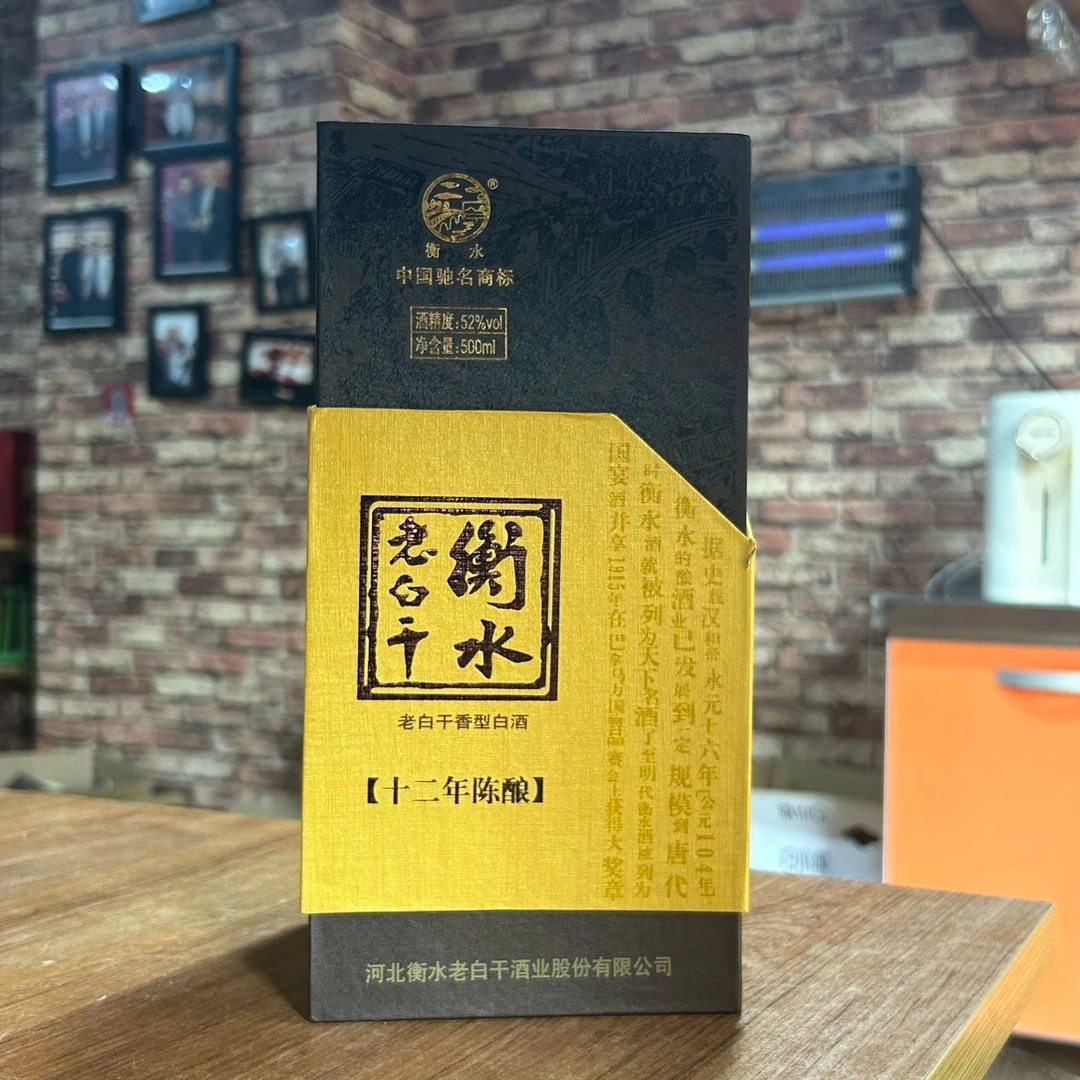 衡水
中国驰名商标
酒精度:52%vol
净含量:500ml
衡水
老白干
老白干香型白酒
【十二年陈酿】
据史载汉和帝永元十六年(公元104年
衡水的酿酒业已发展到一定规模到唐代
时衡水酒就被列为天下名酒了至明代衡水酒被列为
国宴酒并享1915年在巴拿马万国物品赛会上获得大奖章
河北衡水老白干酒业股份有限公司